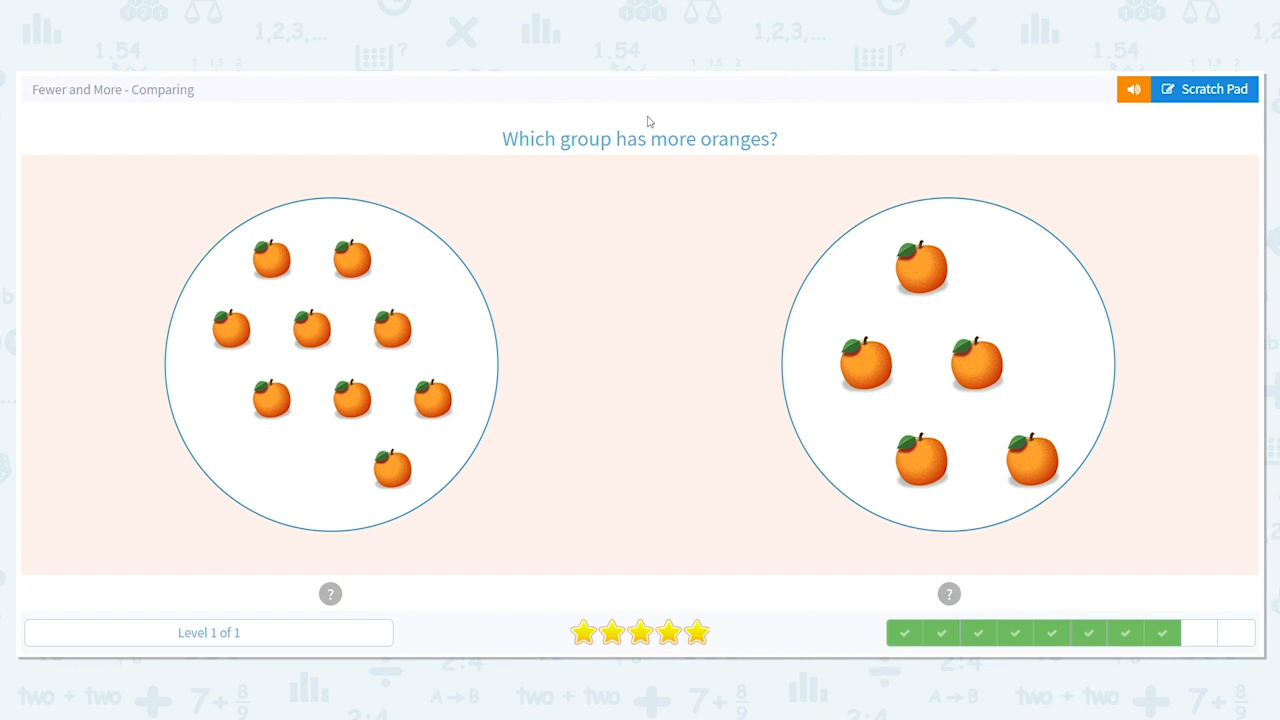 Fewer and More - Comparing
Scratch Pad
Which group has more oranges?
?
?
Level 1 of 1